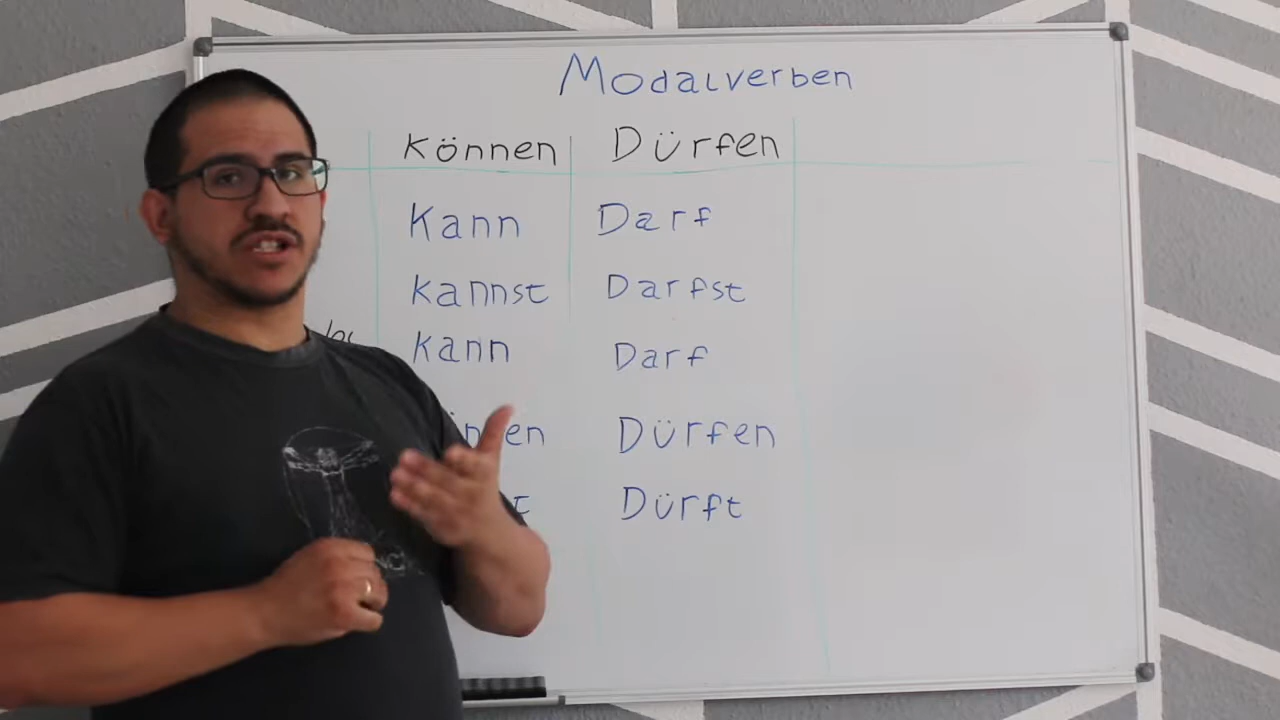 Modalverben
Können Dürfen
Kann Darf
kannst Darfst
kann Darf
Dürfen
Dürft